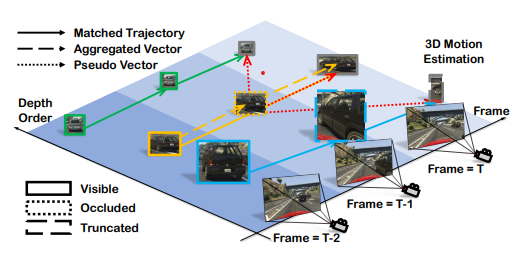 Matched Trajectory
Aggregated Vector
Pseudo Vector
3D Motion
Estimation
Depth
Order
Frame
Frame = T
Frame = T-1
Frame = T-2
Visible
Occluded
Truncated